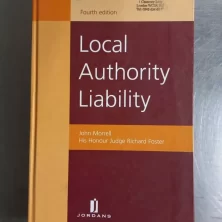 Fourth edition
Local
Authority
Liability
John Morrell
His Honour Judge Richard Foster
JORDANS